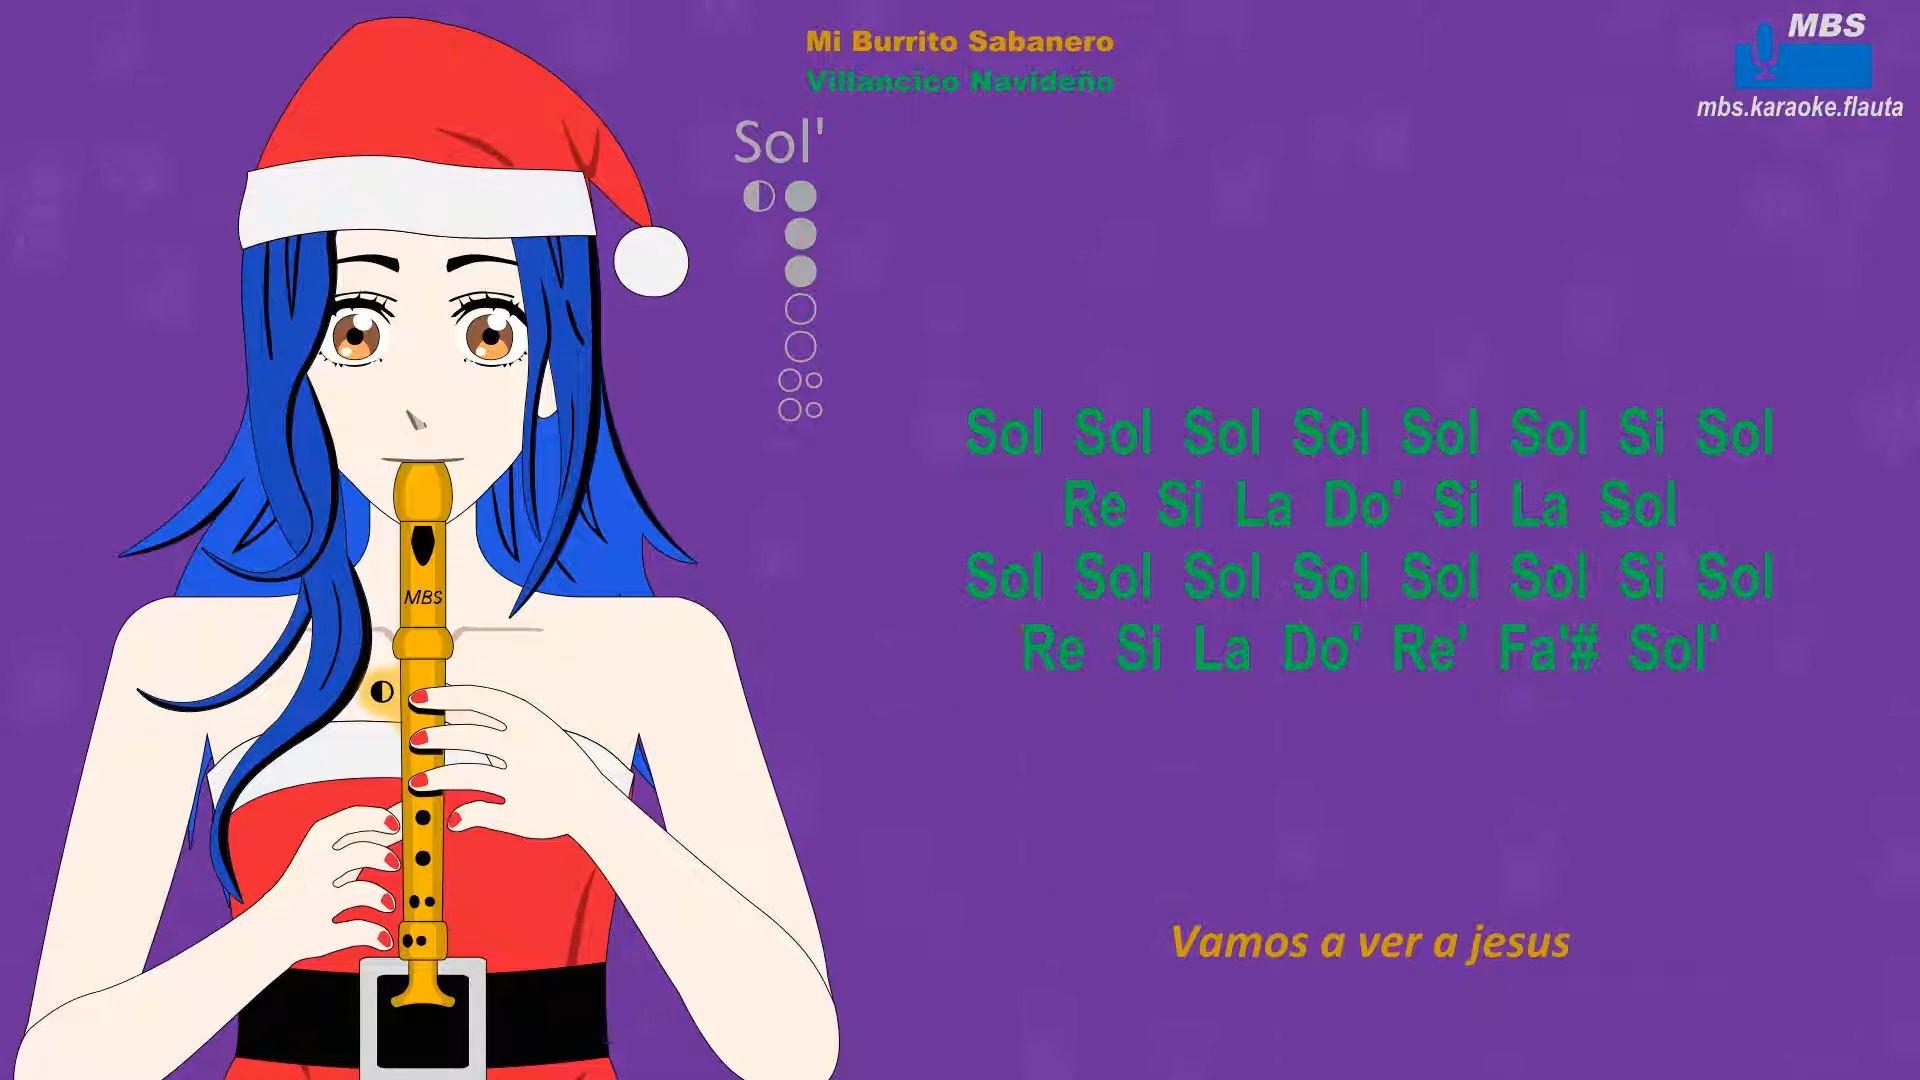 Mi Burrito Sabanero
Villancico Navideño
MBS
mbs.karaoke.flauta
Sol'
Sol Sol Sol Sol Sol Sol Si Sol
Re Si La Do' Si La Sol
Sol Sol Sol Sol Sol Sol Si Sol
Re Si La Do' Re' Fa'# Sol'
MBS
Vamos a ver a jesus